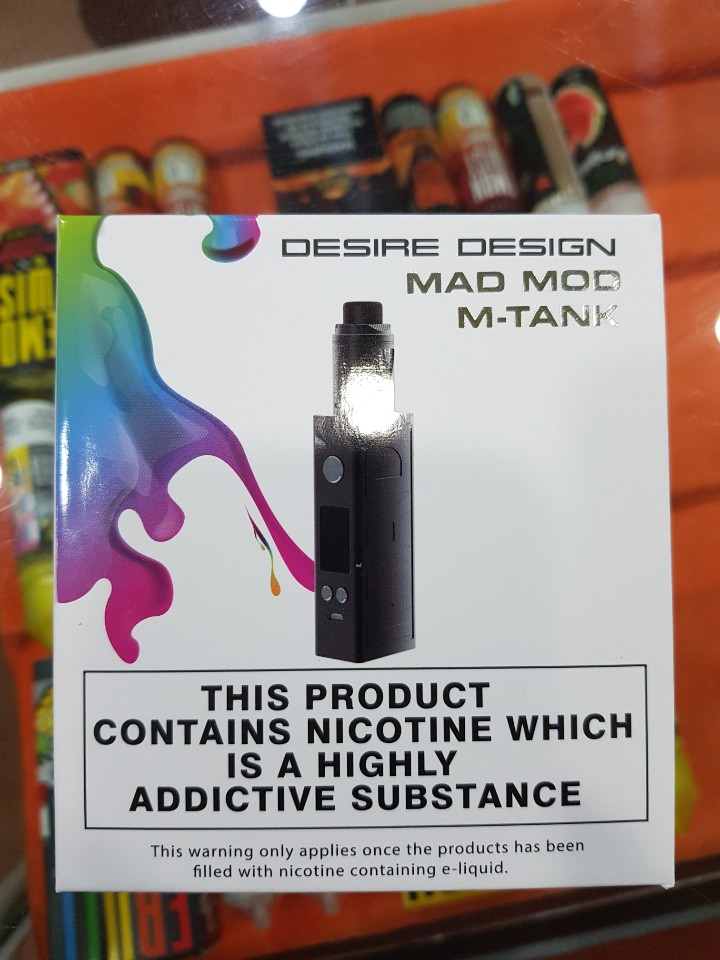 DESIRE DESIGN
MAD MOD
M-TANK
THIS PRODUCT
CONTAINS NICOTINE WHICH
IS A HIGHLY
ADDICTIVE SUBSTANCE
This warning only applies once the products has been
filled with nicotine containing e-liquid.